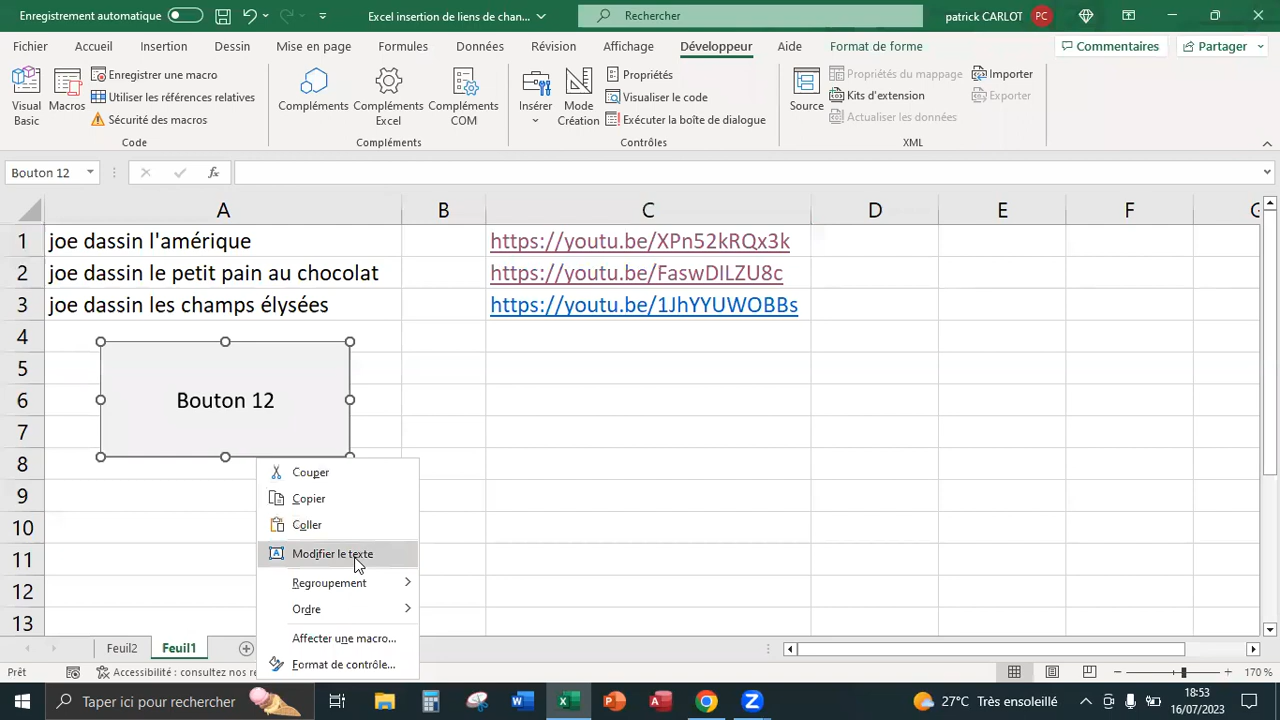 Enregistrement automatique
Excel insertion de liens de chan...
Rechercher
patrick CARLOT
PC
Fichier
Accueil
Insertion
Dessin
Mise en page
Formules
Données
Révision
Affichage
Développeur
Aide
Format de forme
Commentaires
Partager
Visual Basic
Macros
Enregistrer une macro
Utiliser les références relatives
Sécurité des macros
Code
Compléments
Compléments Excel
Compléments COM
Compléments
Insérer
Mode Création
Propriétés
Visualiser le code
Exécuter la boîte de dialogue
Contrôles
Source
Propriétés du mappage
Kits d'extension
Actualiser les données
Importer
Exporter
XML
Bouton 12
fx
A B C D E F G
1 joe dassin l'amérique https://youtu.be/XPn52kRQx3k
2 joe dassin le petit pain au chocolat https://youtu.be/FaswDILZU8c
3 joe dassin les champs élysées https://youtu.be/1JhYYUWOBBs
4
5
6
7
8
9
10
11
12
13
Bouton 12
Couper
Copier
Coller
Modifier le texte
Regroupement
Ordre
Affecter une macro...
Format de contrôle...
Feuil2
Feuil1
Prêt
Accessibilité : consultez nos re
170 %
Taper ici pour rechercher
27°C Très ensoleillé
18:53
16/07/2023